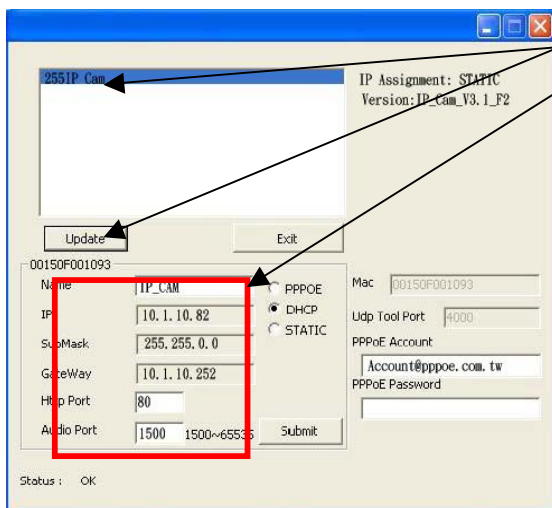 255IP Cam
IP Assignment: STATIC
Version:IP_Cam_V3.1_F2
Update
Exit
00150F001093
Name IP_CAM
PPPOE
Mac 00150F001093
IP 10.1.10.82
DHCP
Udp Tool Port 4000
SubMask 255.255.0.0
STATIC
PPPoE Account
GateWay 10.1.10.252
Account@pppoe.com.tw
PPPoE Password
Http Port 80
Audio Port 1500 1500~65535
Submit
Status : OK